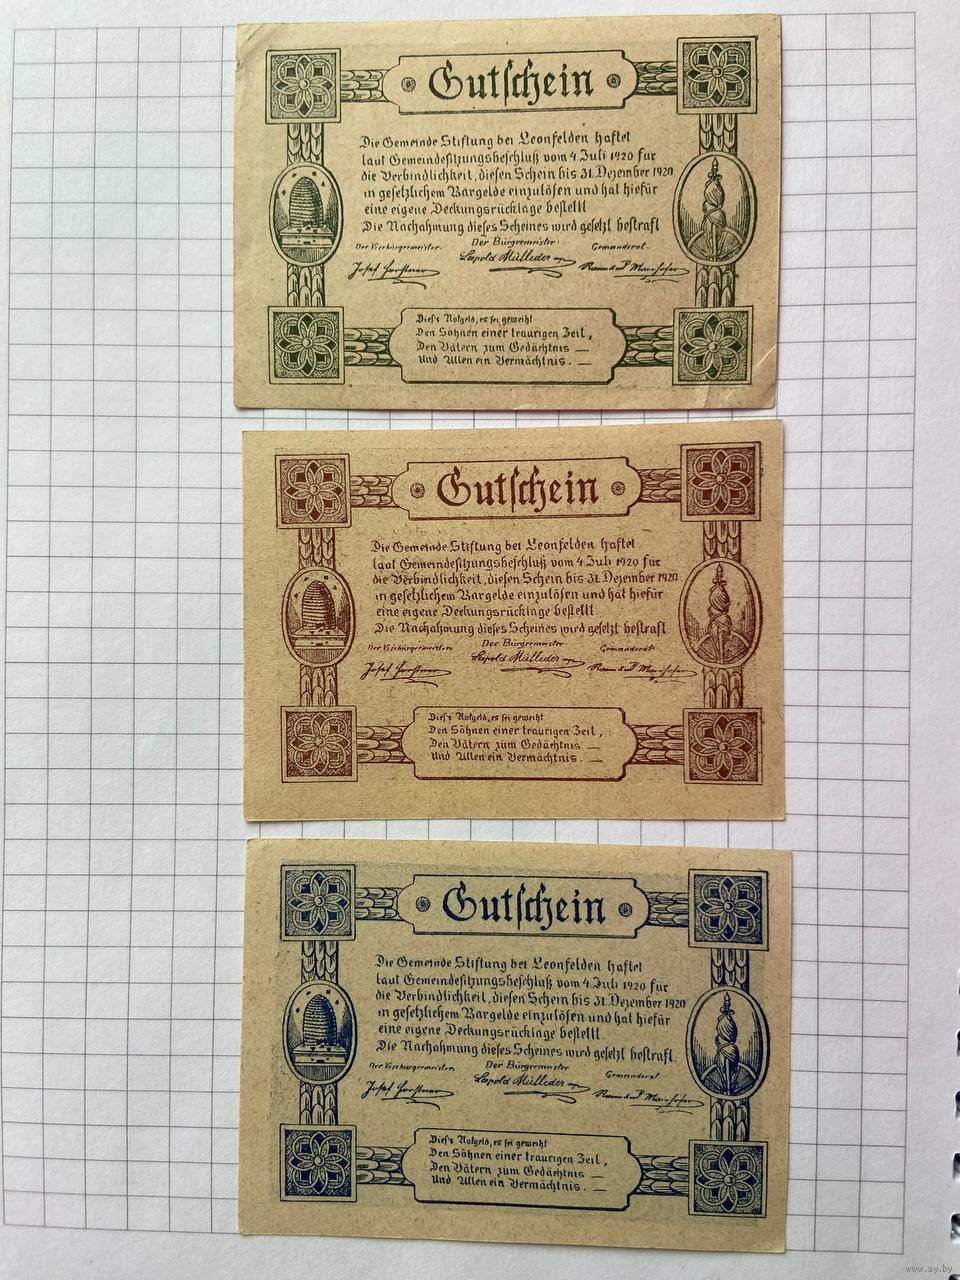 Gutschein
Die Gemeinde Stiftung bei Leonfelden haftet
laut Gemeindesitzungsbeschluß vom 4. Juli 1920 für
die Verbindlichkeit, diesen Schein bis 31. Dezember 1920
in gesetzlichem Bargelde einzulösen und hat hiefür
eine eigene Deckungsrücklage bestellt
Die Nachahmung dieses Scheines wird gesetzl bestraft
Der Vizebürgermeister: Der Bürgermeister: Gemeinderat
Josef Forstner Leopold Mülleder
Dies's Notgeld, es sei geweiht
Den Söhnen einer traurigen Zeit,
Den Vätern zum Gedächtnis —
Und Allen ein Vermächtnis. —
Gutschein
Die Gemeinde Stiftung bei Leonfelden haftet
laut Gemeindesitzungsbeschluß vom 4. Juli 1920 für
die Verbindlichkeit, diesen Schein bis 31. Dezember 1920
in gesetzlichem Bargelde einzulösen und hat hiefür
eine eigene Deckungsrücklage bestellt
Die Nachahmung dieses Scheines wird gesetzl bestraft
Der Vizebürgermeister Der Bürgermeister Gemeinderat
Josef Forstner Leopold Mülleder
Dies's Notgeld, es sei geweiht
Den Söhnen einer traurigen Zeit,
Den Vätern zum Gedächtnis —
Und Allen ein Vermächtnis. —
Gutschein
Die Gemeinde Stiftung bei Leonfelden haftet
laut Gemeindesitzungsbeschluß vom 4. Juli 1920 für
die Verbindlichkeit, diesen Schein bis 31. Dezember 1920
in gesetzlichem Bargelde einzulösen und hat hiefür
eine eigene Deckungsrücklage bestellt
Die Nachahmung dieses Scheines wird gesetzl bestraft.
Der Vizebürgermeister Der Bürgermeister Gemeinderat
Josef Forstner Leopold Mülleder
Dies's Notgeld, es sei geweiht
Den Söhnen einer traurigen Zeit,
Den Vätern zum Gedächtnis —
Und Allen ein Vermächtnis. —
www.ay.by